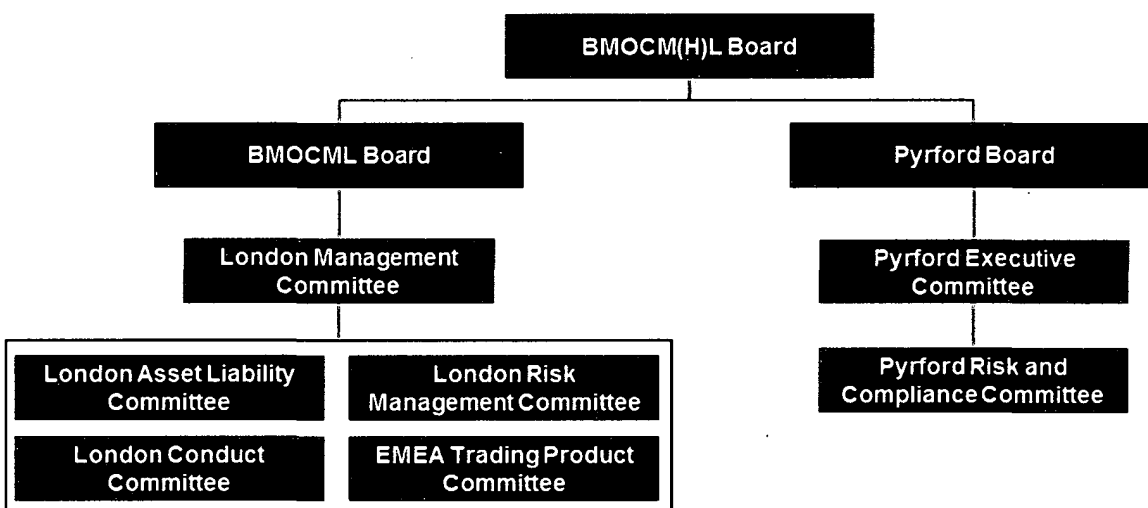 BMOCM(H)L Board
BMOCML Board
Pyrford Board
London Management
Committee
Pyrford Executive
Committee
London Asset Liability
Committee
London Risk
Management Committee
Pyrford Risk and
Compliance Committee
London Conduct
Committee
EMEA Trading Product
Committee